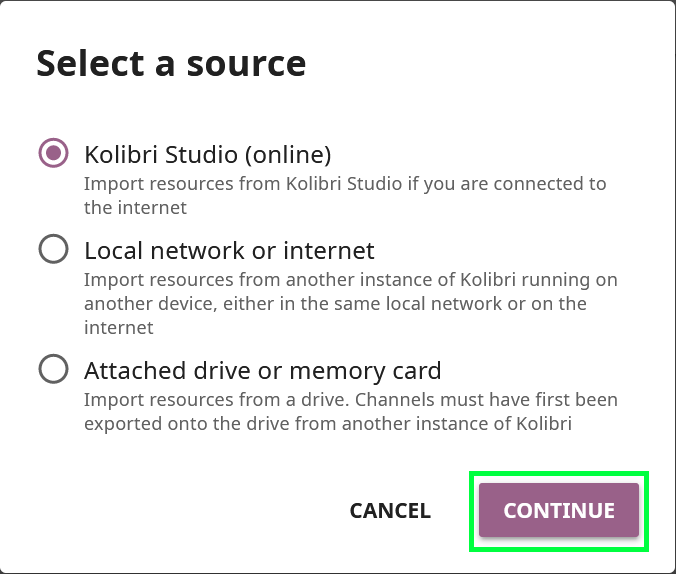 Select a source
Kolibri Studio (online)
Import resources from Kolibri Studio if you are connected to
the internet
Local network or internet
Import resources from another instance of Kolibri running on
another device, either in the same local network or on the
internet
Attached drive or memory card
Import resources from a drive. Channels must have first been
exported onto the drive from another instance of Kolibri
CANCEL CONTINUE